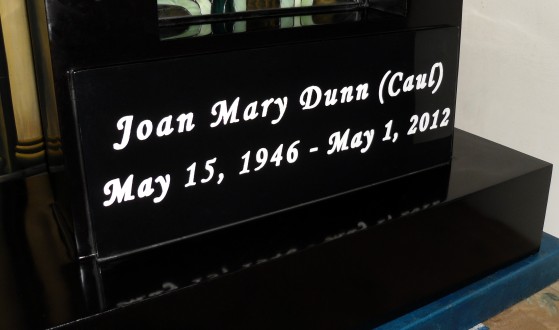 Joan Mary Dunn (Caul)
May 15, 1946 - May 1, 2012